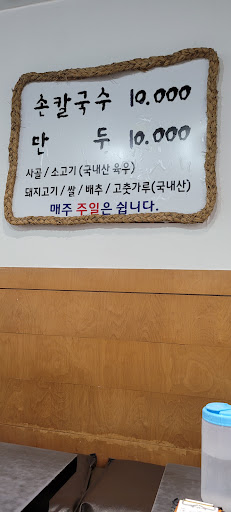 손칼국수 10.000
만 두 10.000
사골 / 소고기 (국내산 육우)
돼지고기 / 쌀 / 배추 / 고춧가루(국내산)
매주 주일은 쉽니다.